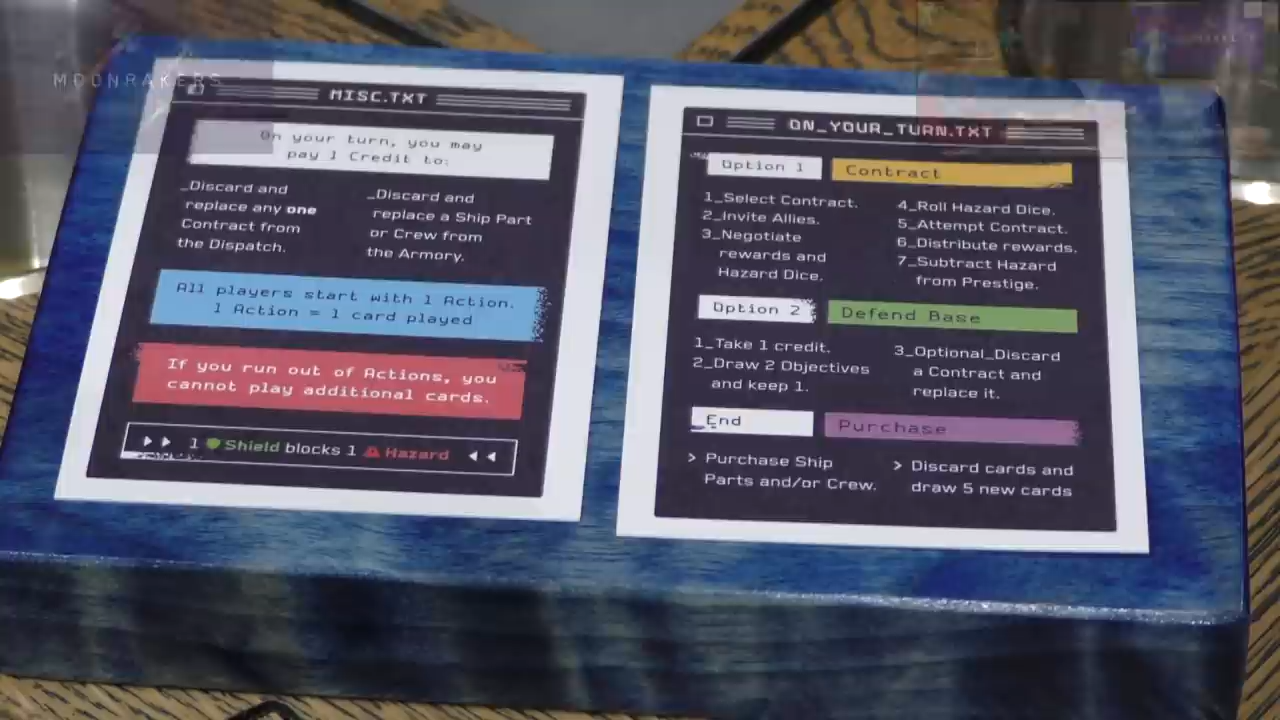 MOONRAKERS
MISC.TXT
On your turn, you may
pay 1 Credit to:
_Discard and
replace any one
Contract from
the Dispatch.
_Discard and
replace a Ship Part
or Crew from
the Armory.
All players start with 1 Action.
1 Action = 1 card played
If you run out of Actions, you
cannot play additional cards.
1 Shield blocks 1 Hazard
ON_YOUR_TURN.TXT
Option 1
Contract
1_Select Contract.
2_Invite Allies.
3_Negotiate
rewards and
Hazard Dice.
4_Roll Hazard Dice.
5_Attempt Contract.
6_Distribute rewards.
7_Subtract Hazard
from Prestige.
Option 2
Defend Base
1_Take 1 credit.
2_Draw 2 Objectives
and keep 1.
3_Optional_Discard
a Contract and
replace it.
End
Purchase
> Purchase Ship
Parts and/or Crew.
> Discard cards and
draw 5 new cards